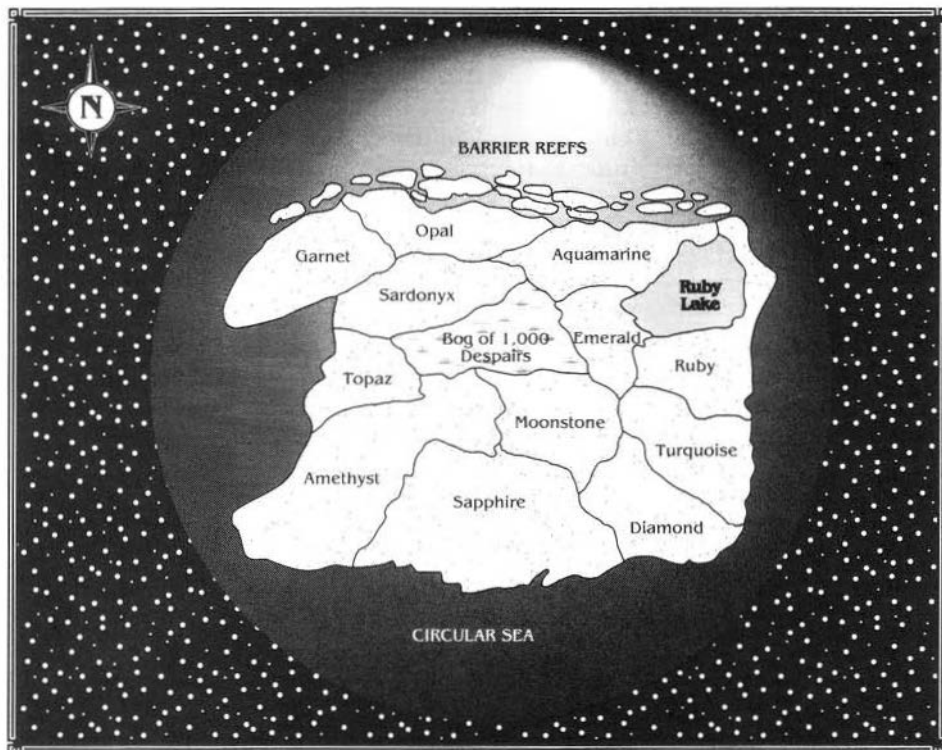 N
BARRIER REEFS
Opal
Garnet
Aquamarine
Ruby
Lake
Sardonyx
Bog of 1,000
Despairs
Emerald
Ruby
Topaz
Moonstone
Turquoise
Amethyst
Sapphire
Diamond
CIRCULAR SEA